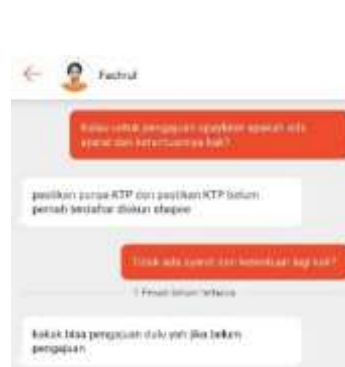 Fachrul
Kalau untuk pengajuan spaylater apakah ada
syarat dan ketentuannya kak?
pastikan punya KTP dan pastikan KTP belum
pernah terdaftar diakun shopee
Tidak ada syarat dan ketentuan lagi kak?
1 Pesan belum terbaca
kakak bisa pengajuan dulu yah jika belum
pengajuan